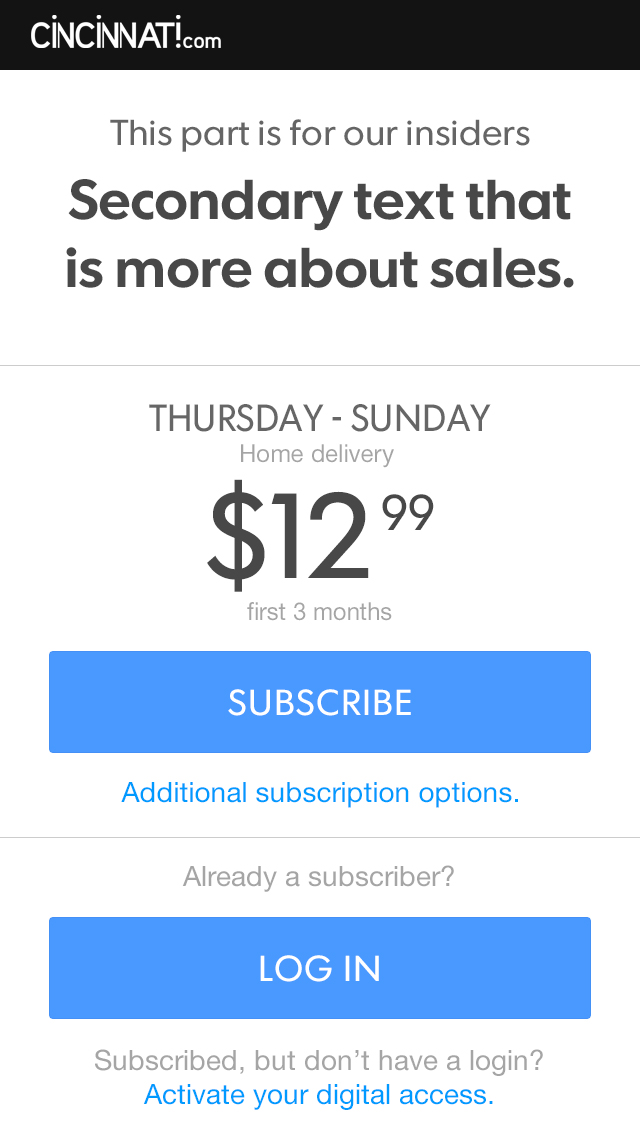 CiNCiNNATi.com
This part is for our insiders
Secondary text that
is more about sales.
THURSDAY - SUNDAY
Home delivery
$12 99
first 3 months
SUBSCRIBE
Additional subscription options.
Already a subscriber?
LOG IN
Subscribed, but don’t have a login?
Activate your digital access.